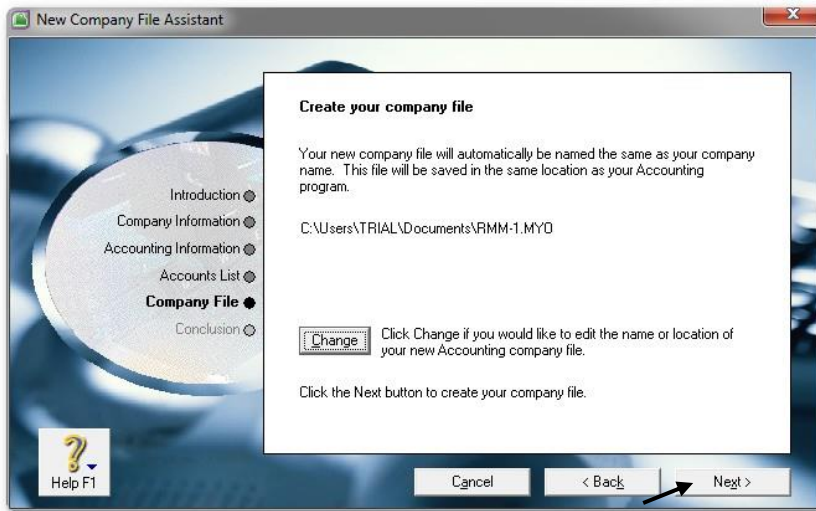 New Company File Assistant
Create your company file
Your new company file will automatically be named the same as your company
name. This file will be saved in the same location as your Accounting
program.
C:\Users\TRIAL\Documents\RMM-1.MYO
Introduction
Company Information
Accounting Information
Accounts List
Company File
Conclusion
Change
Click Change if you would like to edit the name or location of
your new Accounting company file.
Click the Next button to create your company file.
Help F1
Cancel
< Back
Next >